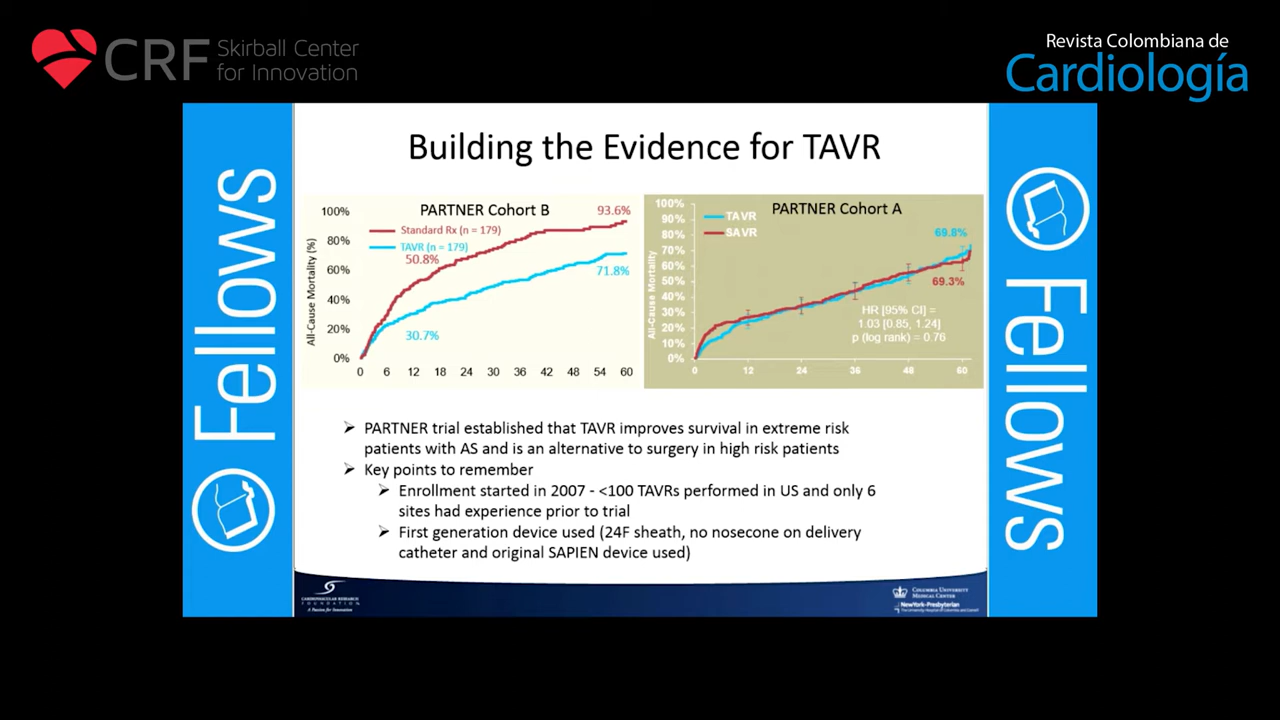 CRF
Skirball Center
for Innovation
Revista Colombiana de
Cardiología
Fellows
Building the Evidence for TAVR
PARTNER Cohort B
100%
80%
60%
40%
20%
0%
All-Cause Mortality (%)
Standard Rx (n = 179)
TAVR (n = 179)
93.6%
50.8%
71.8%
30.7%
0 6 12 18 24 30 36 42 48 54 60
PARTNER Cohort A
100%
90%
80%
70%
60%
50%
40%
30%
20%
10%
0%
All-Cause Mortality
TAVR
SAVR
69.8%
69.3%
HR [95% CI] =
1.03 [0.85, 1.24]
p (log rank) = 0.76
0 12 24 36 48 60
PARTNER trial established that TAVR improves survival in extreme risk
patients with AS and is an alternative to surgery in high risk patients
Key points to remember
Enrollment started in 2007 - <100 TAVRs performed in US and only 6
sites had experience prior to trial
First generation device used (24F sheath, no nosecone on delivery
catheter and original SAPIEN device used)
Cardiovascular Research
Foundation
A Passion for Innovation
Columbia University
Medical Center
NewYork-Presbyterian
The University Hospital of Columbia and Cornell
Fellows